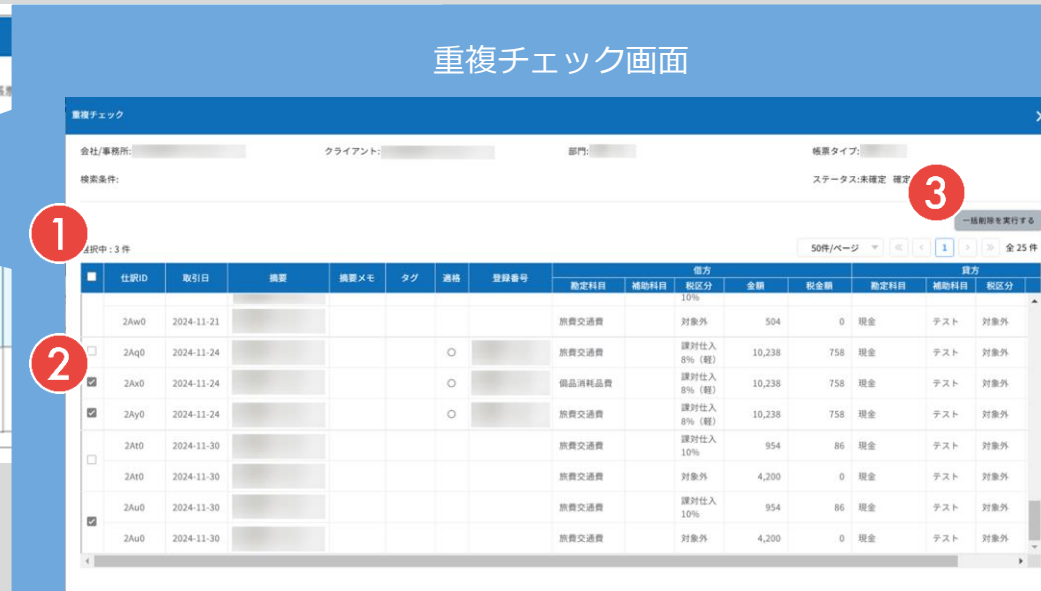 重複チェック画面
重複チェック
会社/事務所: クライアント: 部門: 帳票タイプ:
検索条件: ステータス:未確定 確定
3
一括削除を実行する
1
選択中：3 件
50件/ページ 1 全 25 件
借方 貸方
仕訳ID 取引日 摘要 摘要メモ タグ 適格 登録番号 勘定科目 補助科目 税区分 金額 税金額 勘定科目 補助科目 税区分
10%
2Aw0 2024-11-21 旅費交通費 対象外 504 0 現金 テスト 対象外
2
2Aq0 2024-11-24 ○ 旅費交通費 課対仕入 8%（軽） 10,238 758 現金 テスト 対象外
2Ax0 2024-11-24 ○ 備品消耗品費 課対仕入 8%（軽） 10,238 758 現金 テスト 対象外
2Ay0 2024-11-24 ○ 旅費交通費 課対仕入 8%（軽） 10,238 758 現金 テスト 対象外
2At0 2024-11-30 旅費交通費 課対仕入 10% 954 86 現金 テスト 対象外
2At0 2024-11-30 旅費交通費 対象外 4,200 0 現金 テスト 対象外
2Au0 2024-11-30 旅費交通費 課対仕入 10% 954 86 現金 テスト 対象外
2Au0 2024-11-30 旅費交通費 対象外 4,200 0 現金 テスト 対象外